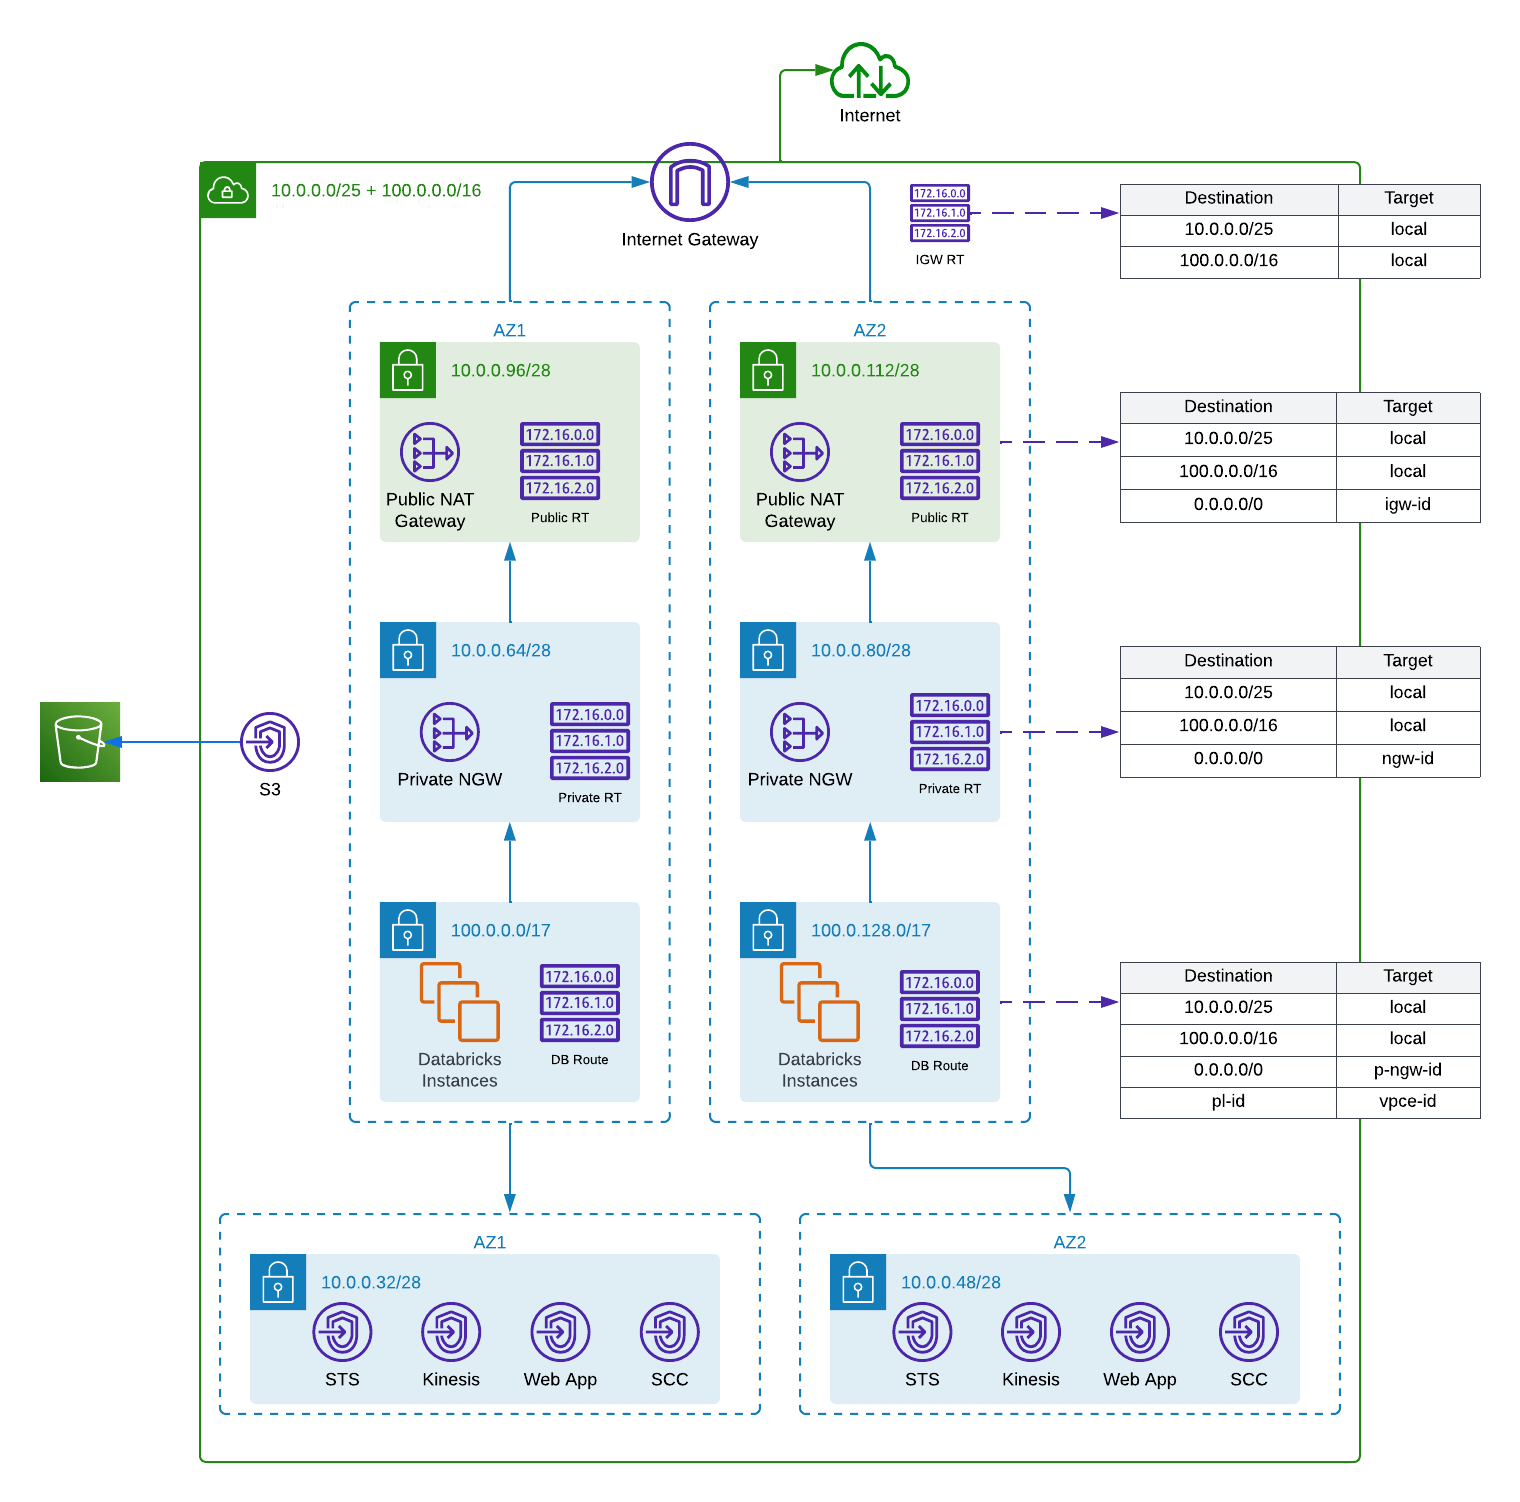 Internet
10.0.0.0/25 + 100.0.0.0/16
Internet Gateway
172.16.0.0
172.16.1.0
172.16.2.0
IGW RT
Destination Target
10.0.0.0/25 local
100.0.0.0/16 local
AZ1
10.0.0.96/28
Public NAT
Gateway
172.16.0.0
172.16.1.0
172.16.2.0
Public RT
AZ2
10.0.0.112/28
Public NAT
Gateway
172.16.0.0
172.16.1.0
172.16.2.0
Public RT
Destination Target
10.0.0.0/25 local
100.0.0.0/16 local
0.0.0.0/0 igw-id
10.0.0.64/28
Private NGW
172.16.0.0
172.16.1.0
172.16.2.0
Private RT
10.0.0.80/28
Private NGW
172.16.0.0
172.16.1.0
172.16.2.0
Private RT
Destination Target
10.0.0.0/25 local
100.0.0.0/16 local
0.0.0.0/0 ngw-id
S3
100.0.0.0/17
Databricks
Instances
172.16.0.0
172.16.1.0
172.16.2.0
DB Route
100.0.128.0/17
Databricks
Instances
172.16.0.0
172.16.1.0
172.16.2.0
DB Route
Destination Target
10.0.0.0/25 local
100.0.0.0/16 local
0.0.0.0/0 p-ngw-id
pl-id vpce-id
AZ1
10.0.0.32/28
STS Kinesis Web App SCC
AZ2
10.0.0.48/28
STS Kinesis Web App SCC